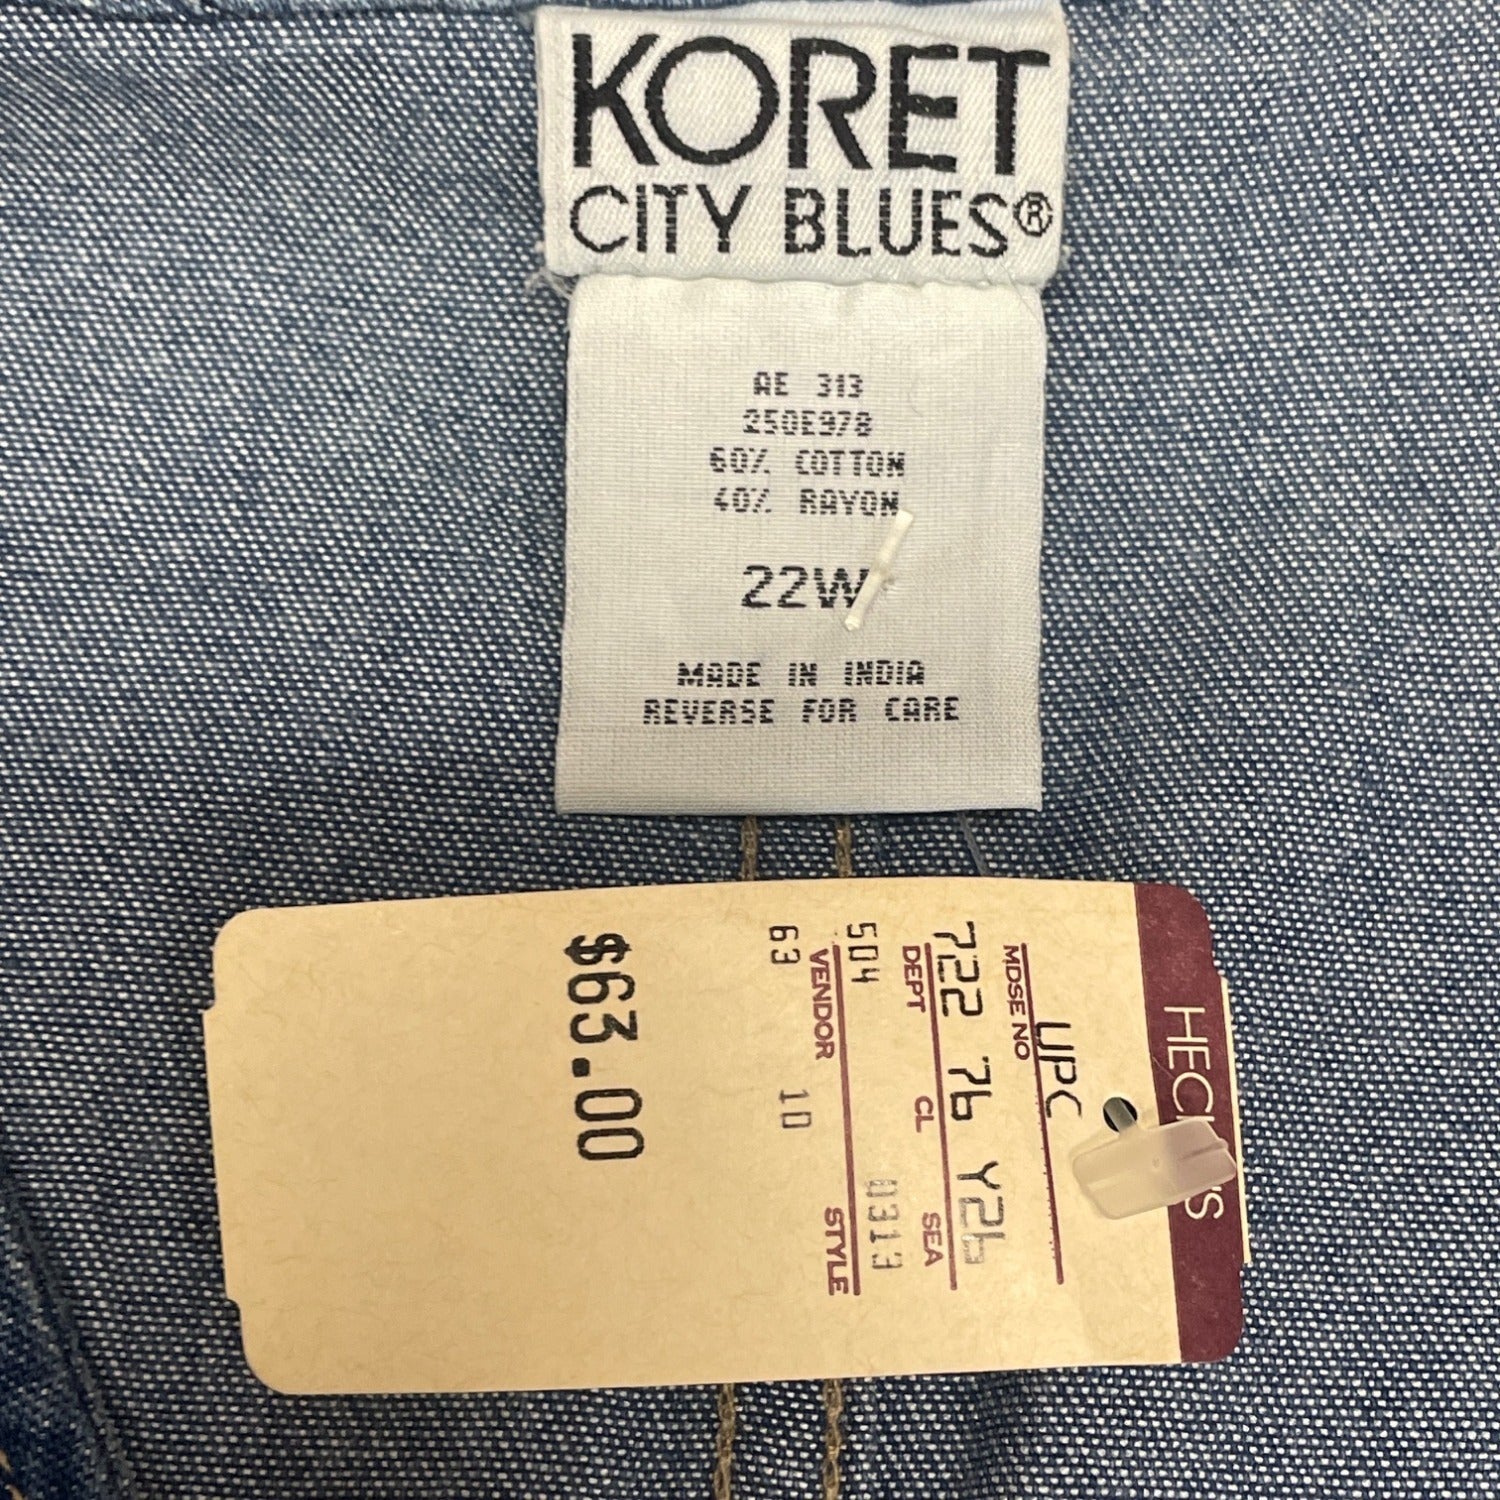 KORET
CITY BLUES®
AE 313
250E978
60% COTTON
40% RAYON
22W
MADE IN INDIA
REVERSE FOR CARE
UPC
MDSE NO
722 76 Y26
DEPT CL SEA
504 0313
VENDOR STYLE
63 10
$63.00